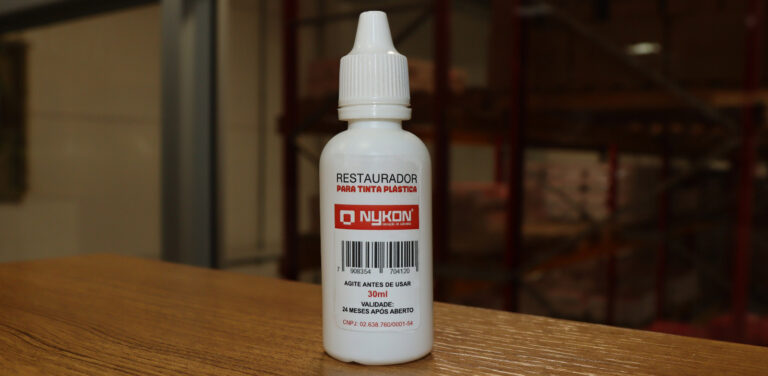 RESTAURADOR
PARA TINTA PLÁSTICA
NYKON
7 908354 704120
AGITE ANTES DE USAR
30ml
VALIDADE:
24 MESES APÓS ABERTO
CNPJ: 02.638.760/0001-54